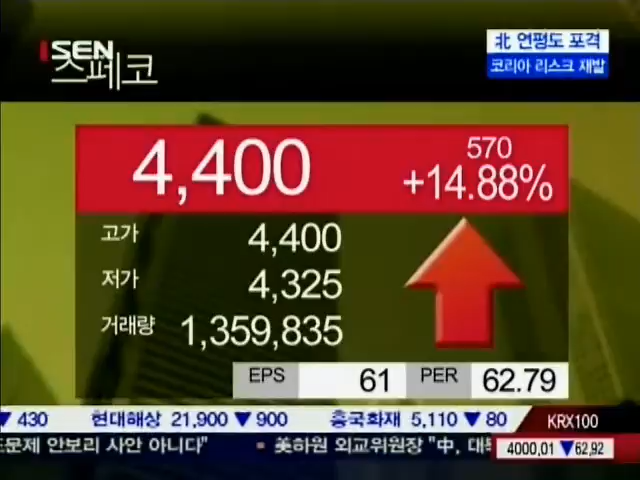 SEN
스페코
北 연평도 포격
코리아 리스크 재발
4,400
570
+14.88%
고가 4,400
저가 4,325
거래량 1,359,835
EPS 61 PER 62.79
▼ 430 현대해상 21,900 ▼ 900 흥국화재 5,110 ▼ 80 KRX100
문제 안보리 사안 아니다" ▪ 美하원 외교위원장 "中, 4000,01 ▼62,92